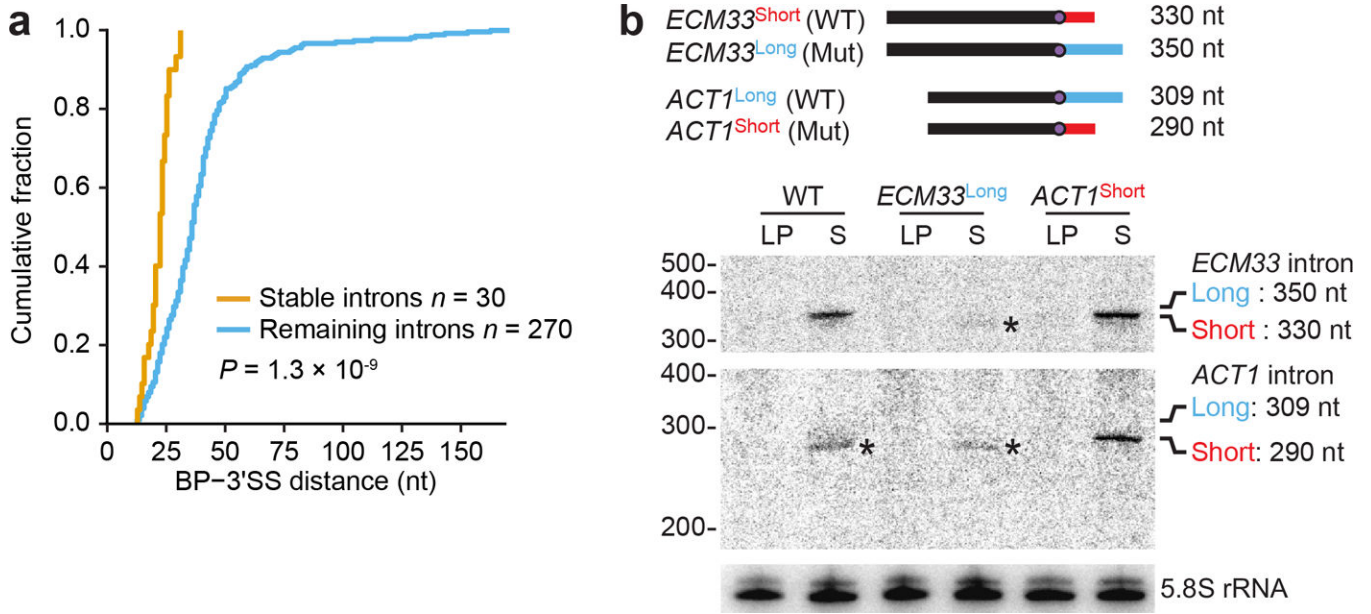 a
1.0
0.8
0.6
0.4
0.2
0.0
Cumulative fraction
Stable introns n = 30
Remaining introns n = 270
P = 1.3 × 10-9
25 50 75 100 125 150
BP–3'SS distance (nt)
b
ECM33Short (WT) 330 nt
ECM33Long (Mut) 350 nt
ACT1Long (WT) 309 nt
ACT1Short (Mut) 290 nt
WT ECM33Long ACT1Short
LP S LP S LP S
500-
400-
300-
*
ECM33 intron
Long : 350 nt
Short : 330 nt
400-
300-
200-
* *
ACT1 intron
Long: 309 nt
Short: 290 nt
5.8S rRNA